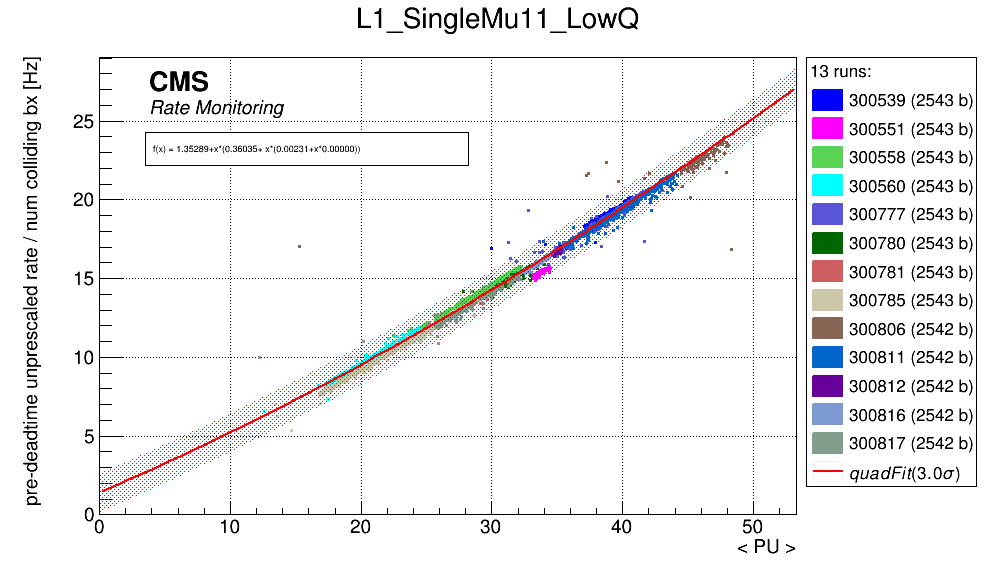 L1_SingleMu11_LowQ
pre-deadtime unprescaled rate / num colliding bx [Hz]
CMS
Rate Monitoring
f(x) = 1.35289+x*(0.36035+ x*(0.00231+x*0.00000))
25
20
15
10
5
0
0 10 20 30 40 50
< PU >
13 runs:
300539 (2543 b)
300551 (2543 b)
300558 (2543 b)
300560 (2543 b)
300777 (2543 b)
300780 (2543 b)
300781 (2543 b)
300785 (2543 b)
300806 (2542 b)
300811 (2542 b)
300812 (2542 b)
300816 (2542 b)
300817 (2542 b)
quadFit(3.0σ)